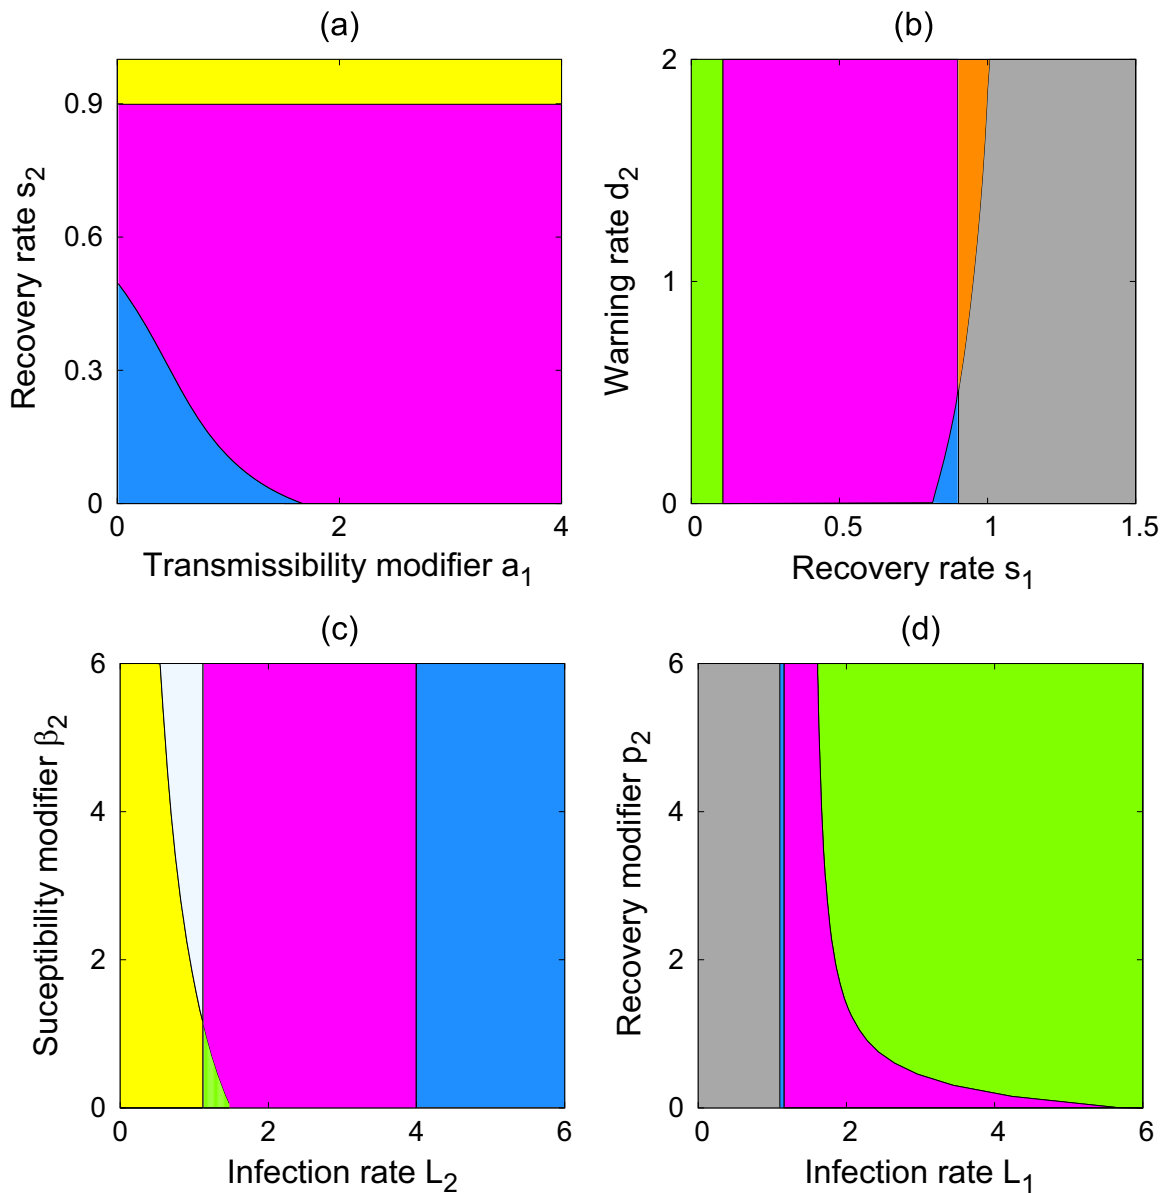 (a)
Recovery rate s2
0.9
0.6
0.3
0
0 2 4
Transmissibility modifier a1
(b)
Warning rate d2
2
1
0
0 0.5 1 1.5
Recovery rate s1
(c)
Suceptibility modifier β2
6
4
2
0
0 2 4 6
Infection rate L2
(d)
Recovery modifier p2
6
4
2
0
0 2 4 6
Infection rate L1